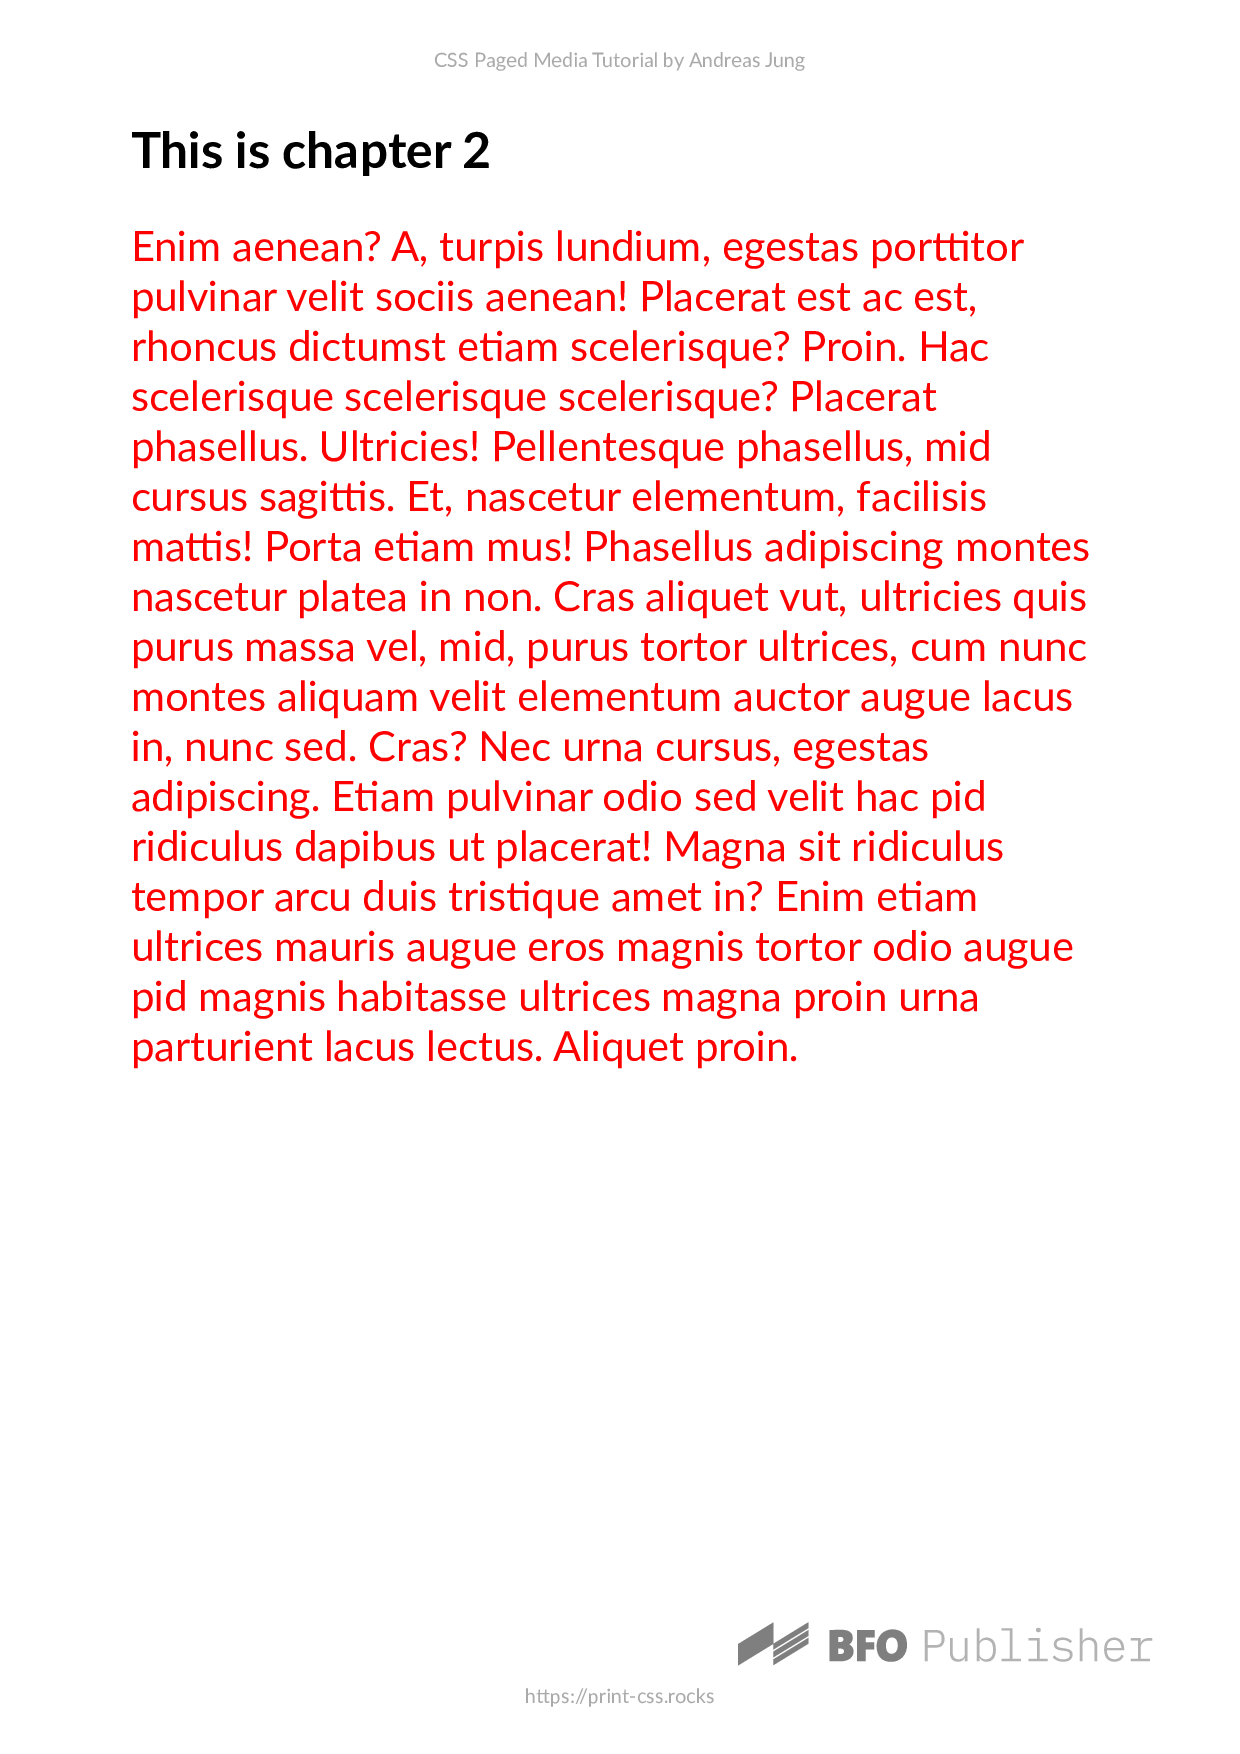 CSS Paged Media Tutorial by Andreas Jung
This is chapter 2
Enim aenean? A, turpis lundium, egestas porttitor
pulvinar velit sociis aenean! Placerat est ac est,
rhoncus dictumst etiam scelerisque? Proin. Hac
scelerisque scelerisque scelerisque? Placerat
phasellus. Ultricies! Pellentesque phasellus, mid
cursus sagittis. Et, nascetur elementum, facilisis
mattis! Porta etiam mus! Phasellus adipiscing montes
nascetur platea in non. Cras aliquet vut, ultricies quis
purus massa vel, mid, purus tortor ultrices, cum nunc
montes aliquam velit elementum auctor augue lacus
in, nunc sed. Cras? Nec urna cursus, egestas
adipiscing. Etiam pulvinar odio sed velit hac pid
ridiculus dapibus ut placerat! Magna sit ridiculus
tempor arcu duis tristique amet in? Enim etiam
ultrices mauris augue eros magnis tortor odio augue
pid magnis habitasse ultrices magna proin urna
parturient lacus lectus. Aliquet proin.
BFO Publisher
https://print-css.rocks